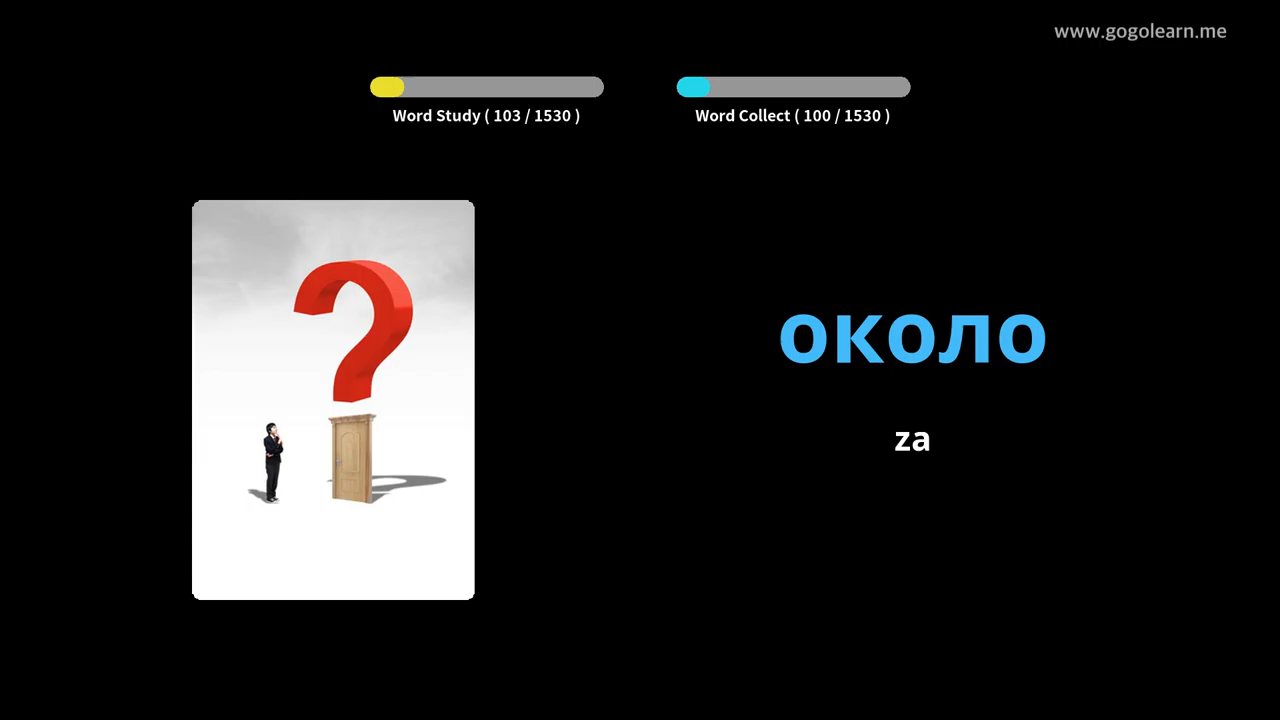 www.gogolearn.me
Word Study ( 103 / 1530 )
Word Collect ( 100 / 1530 )
?
около
za